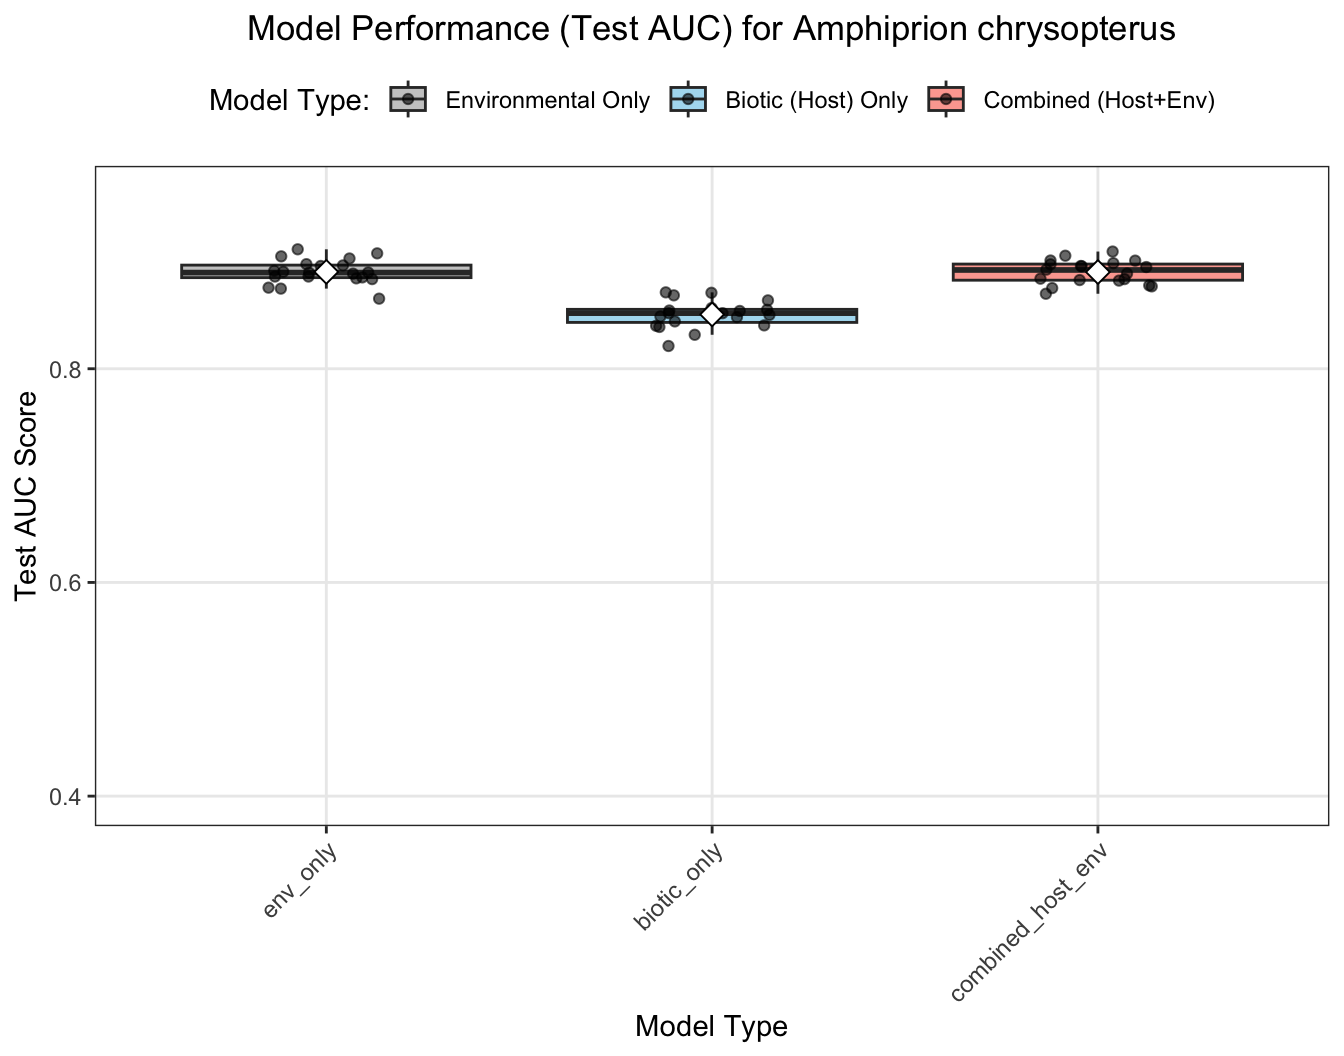 Model Performance (Test AUC) for Amphiprion chrysopterus
Model Type: Environmental Only Biotic (Host) Only Combined (Host+Env)
Test AUC Score
0.8
0.6
0.4
env_only
biotic_only
combined_host_env
Model Type